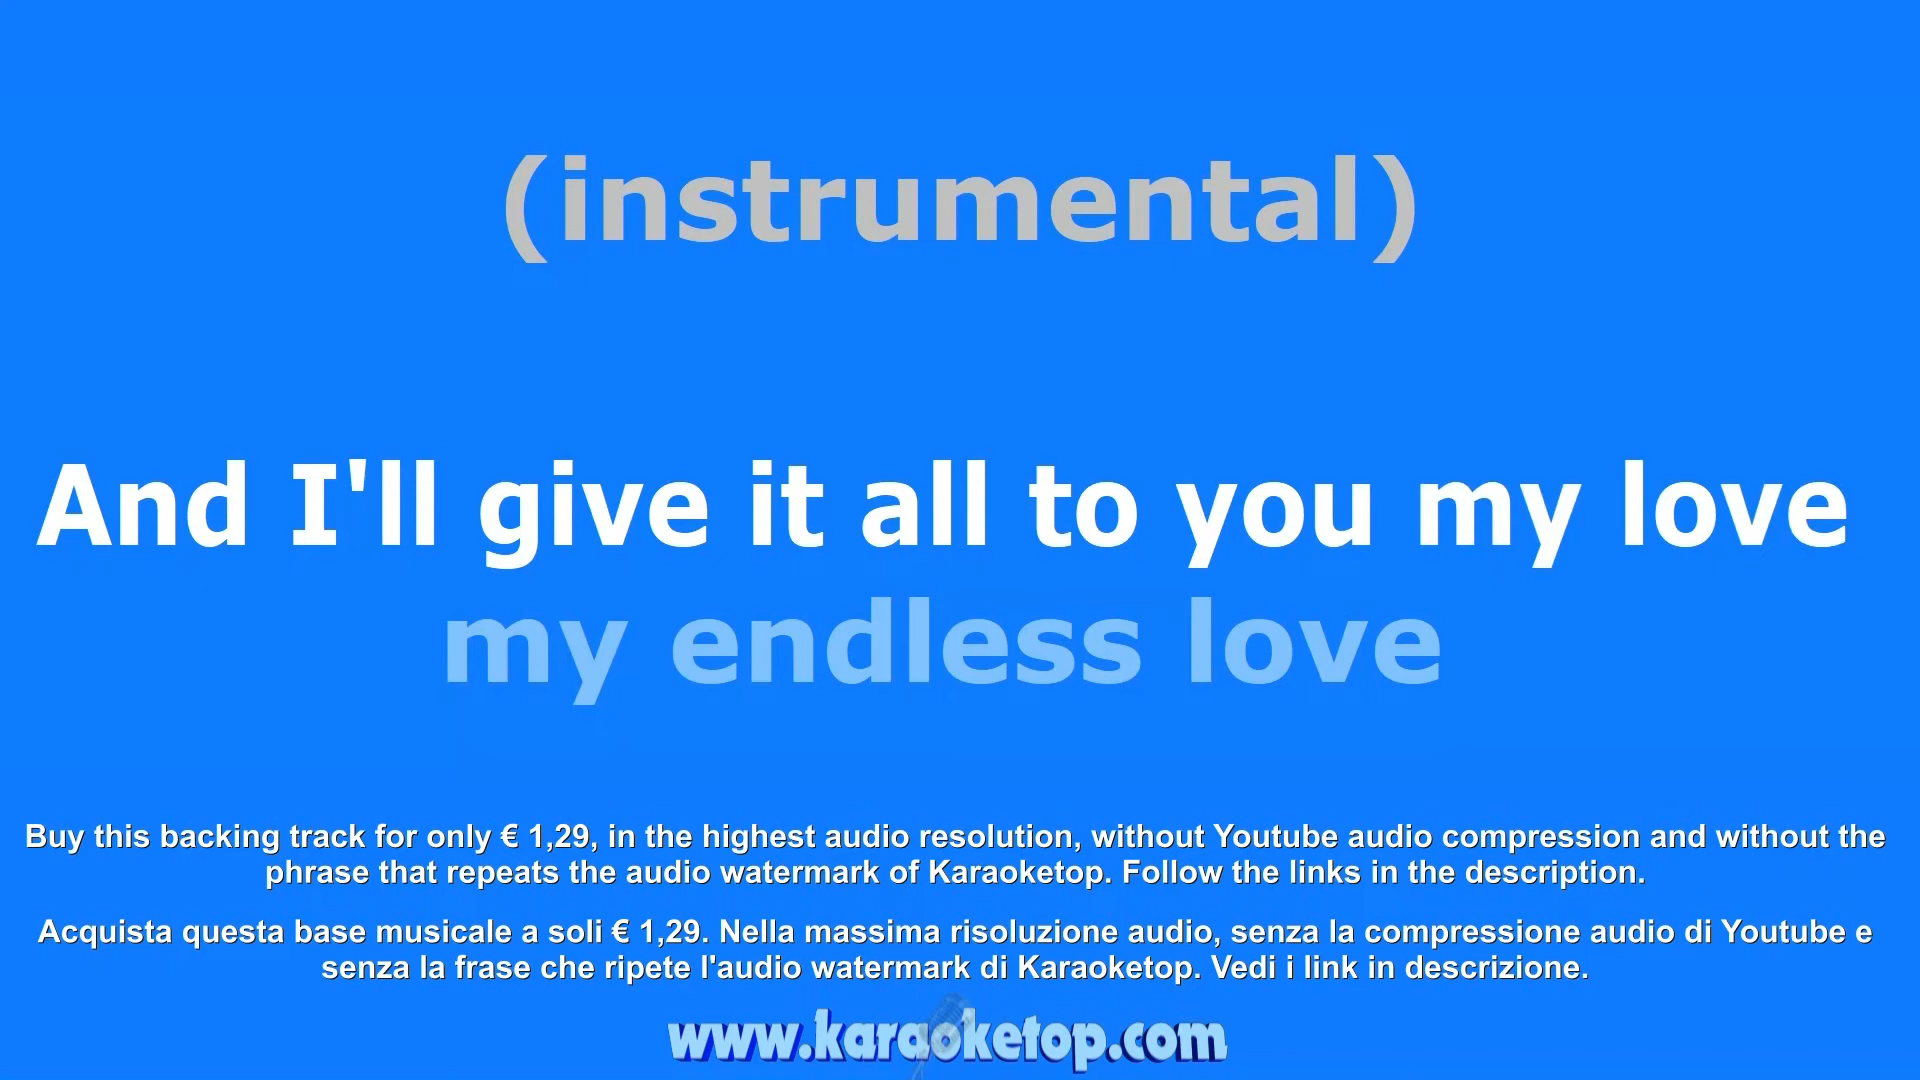 (instrumental)
And I'll give it all to you my love
my endless love
Buy this backing track for only € 1,29, in the highest audio resolution, without Youtube audio compression and without the
phrase that repeats the audio watermark of Karaoketop. Follow the links in the description.
Acquista questa base musicale a soli € 1,29. Nella massima risoluzione audio, senza la compressione audio di Youtube e
senza la frase che ripete l'audio watermark di Karaoketop. Vedi i link in descrizione.
www.karaoketop.com